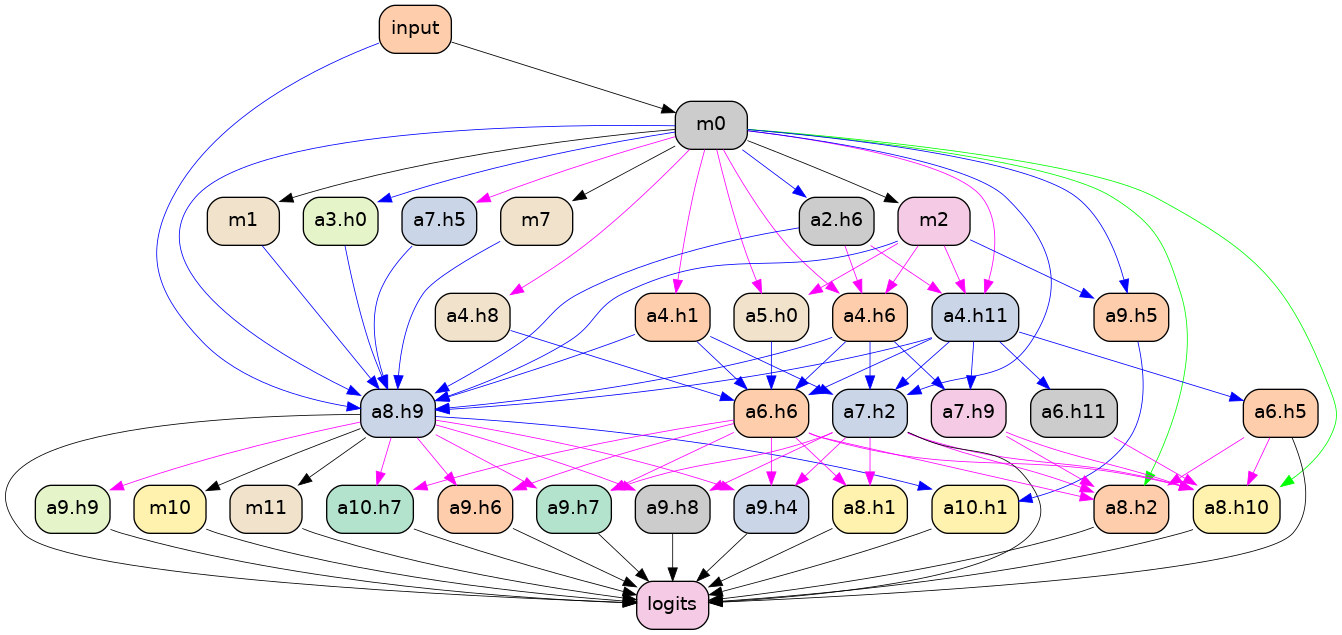 input
m0
m1 a3.h0 a7.h5 m7 a2.h6 m2
a4.h8 a4.h1 a5.h0 a4.h6 a4.h11 a9.h5
a8.h9 a6.h6 a7.h2 a7.h9 a6.h11 a6.h5
a9.h9 m10 m11 a10.h7 a9.h6 a9.h7 a9.h8 a9.h4 a8.h1 a10.h1 a8.h2 a8.h10
logits